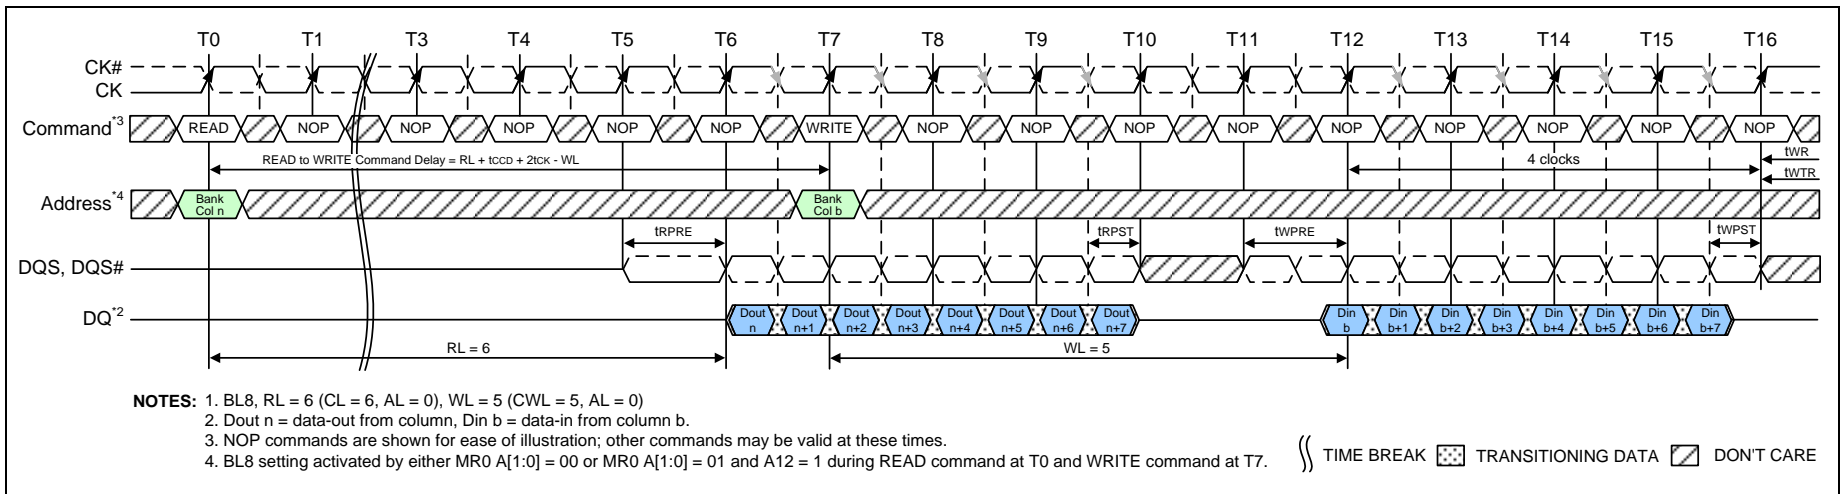 T0 T1 T3 T4 T5 T6 T7 T8 T9 T10 T11 T12 T13 T14 T15 T16
CK#
CK
Command*3 READ NOP NOP NOP NOP NOP WRITE NOP NOP NOP NOP NOP NOP NOP NOP NOP
READ to WRITE Command Delay = RL + tCCD + 2tCK - WL 4 clocks tWR
tWTR
Address*4 Bank Col n Bank Col b
tRPRE tRPST tWPRE tWPST
DQS, DQS#
DQ*2 Dout n Dout n+1 Dout n+2 Dout n+3 Dout n+4 Dout n+5 Dout n+6 Dout n+7 Din b Din b+1 Din b+2 Din b+3 Din b+4 Din b+5 Din b+6 Din b+7
RL = 6 WL = 5
NOTES: 1. BL8, RL = 6 (CL = 6, AL = 0), WL = 5 (CWL = 5, AL = 0)
2. Dout n = data-out from column, Din b = data-in from column b.
3. NOP commands are shown for ease of illustration; other commands may be valid at these times.
4. BL8 setting activated by either MR0 A[1:0] = 00 or MR0 A[1:0] = 01 and A12 = 1 during READ command at T0 and WRITE command at T7.
TIME BREAK TRANSITIONING DATA DON'T CARE